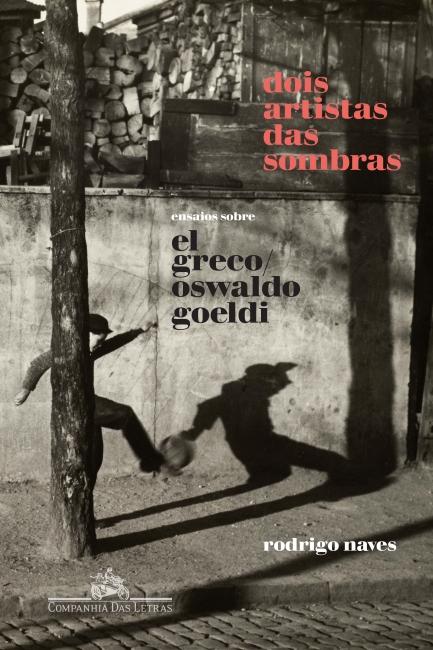 dois
artistas
das
sombras
ensaios sobre
el
greco/
oswaldo
goeldi
rodrigo naves
COMPANHIA DAS LETRAS